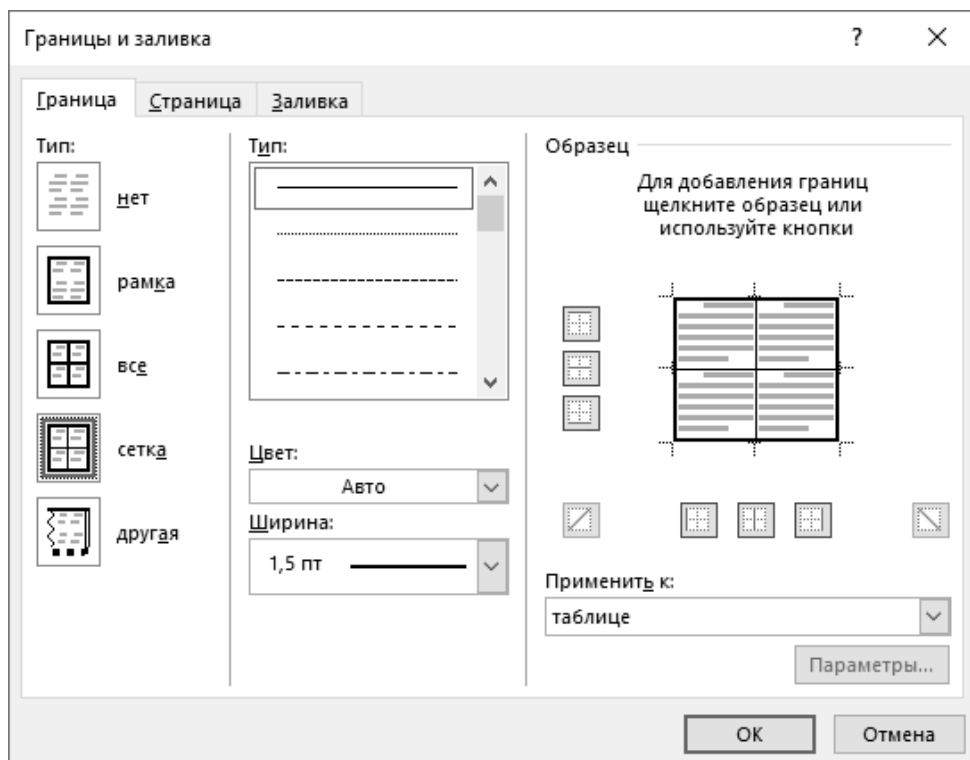 Границы и заливка
?
Граница
Страница
Заливка
Тип:
нет
рамка
все
сетка
другая
Тип:
Цвет:
Авто
Ширина:
1,5 пт
Образец
Для добавления границ
щелкните образец или
используйте кнопки
Применить к:
таблице
Параметры...
ОК
Отмена